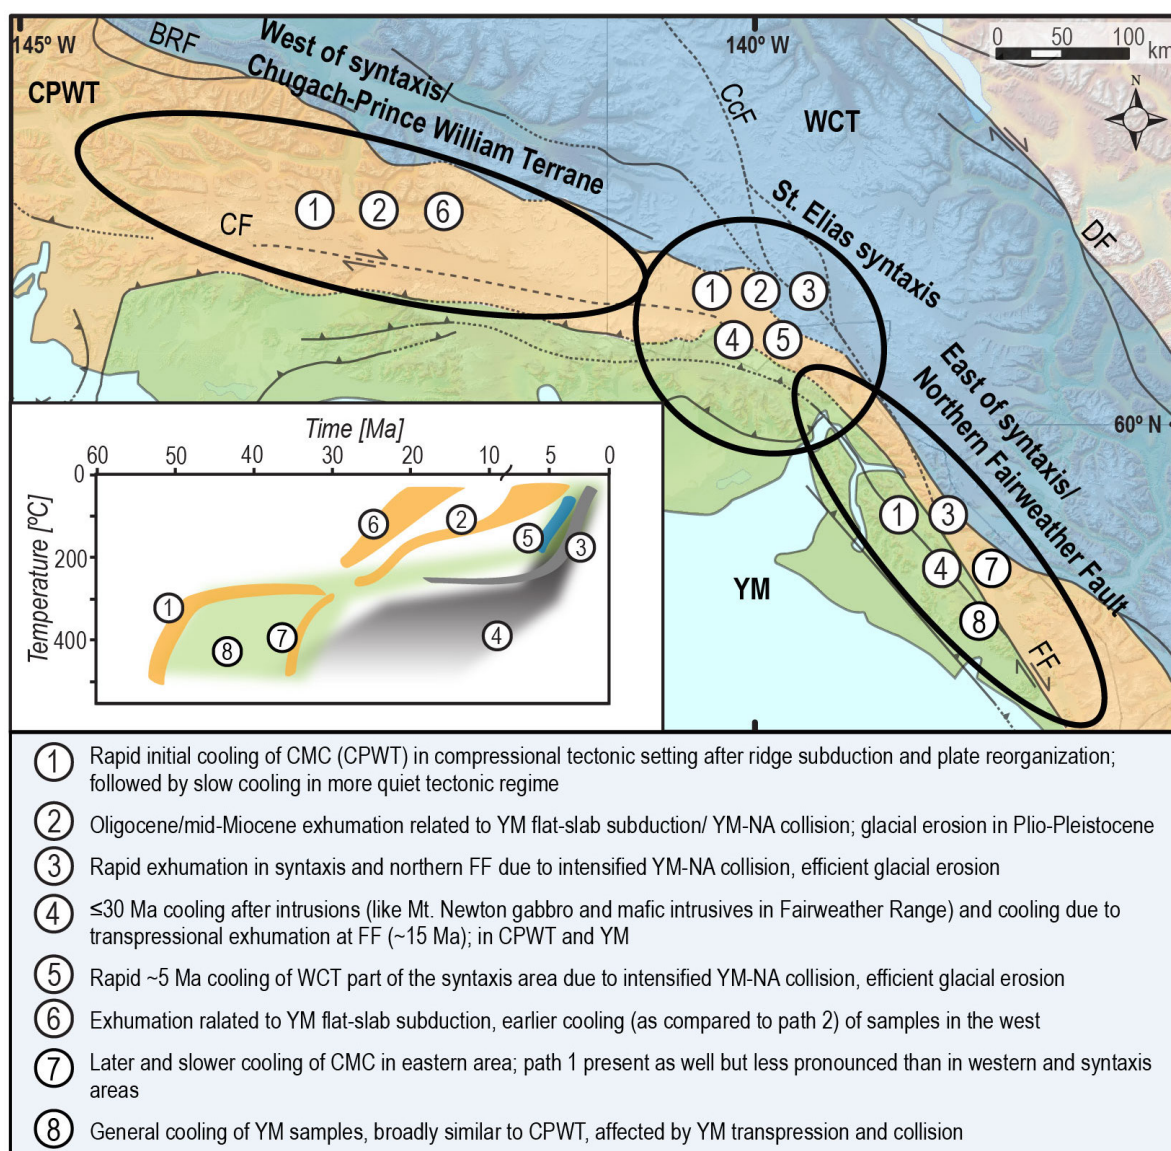 145º W
BRF
CPWT
West of syntaxis/
Chugach-Prince William Terrane
140º W
CcF
WCT
0 50 100
km
N
DF
St. Elias syntaxis
1 2 6
CF
1 2 3
4 5
East of syntaxis/
Northern Fairweather Fault
60º N
1 3
4 7
8
YM
FF
Time [Ma]
60 50 40 30 20 10 5 0
Temperature [ºC]
0
200
400
6
2
5
3
1
8
7
4
1 Rapid initial cooling of CMC (CPWT) in compressional tectonic setting after ridge subduction and plate reorganization;
followed by slow cooling in more quiet tectonic regime
2 Oligocene/mid-Miocene exhumation related to YM flat-slab subduction/ YM-NA collision; glacial erosion in Plio-Pleistocene
3 Rapid exhumation in syntaxis and northern FF due to intensified YM-NA collision, efficient glacial erosion
4 ≤30 Ma cooling after intrusions (like Mt. Newton gabbro and mafic intrusives in Fairweather Range) and cooling due to
transpressional exhumation at FF (~15 Ma); in CPWT and YM
5 Rapid ~5 Ma cooling of WCT part of the syntaxis area due to intensified YM-NA collision, efficient glacial erosion
6 Exhumation ralated to YM flat-slab subduction, earlier cooling (as compared to path 2) of samples in the west
7 Later and slower cooling of CMC in eastern area; path 1 present as well but less pronounced than in western and syntaxis
areas
8 General cooling of YM samples, broadly similar to CPWT, affected by YM transpression and collision